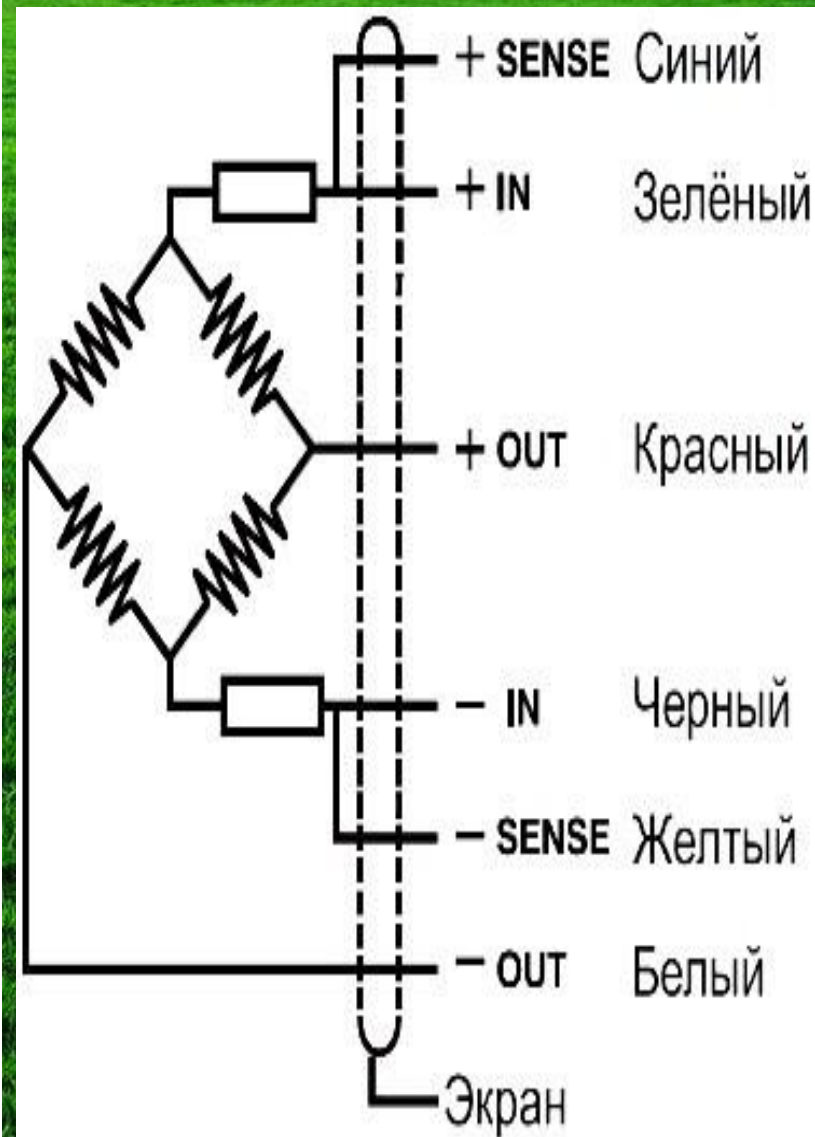 + SENSE Синий
+ IN Зелёный
+ OUT Красный
− IN Черный
− SENSE Желтый
− OUT Белый
Экран